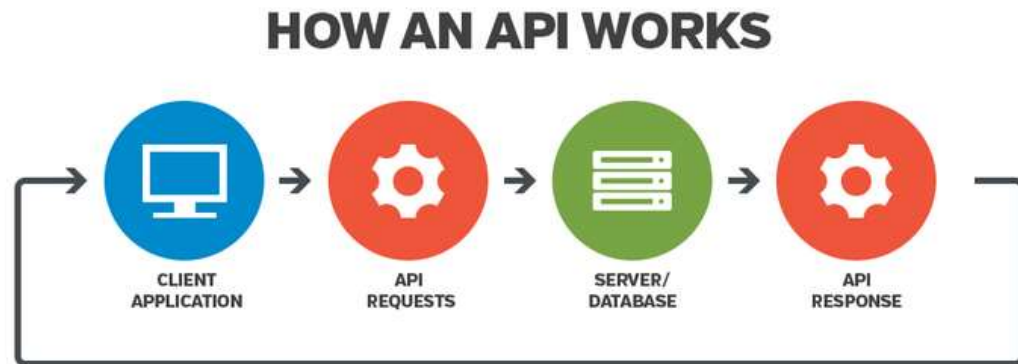 HOW AN API WORKS
CLIENT
APPLICATION
API
REQUESTS
SERVER/
DATABASE
API
RESPONSE